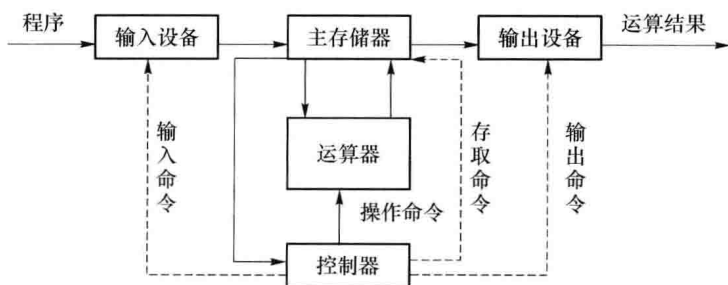 程序
输入设备
主存储器
输出设备
运算结果
输入命令
运算器
存取命令
输出命令
操作命令
控制器